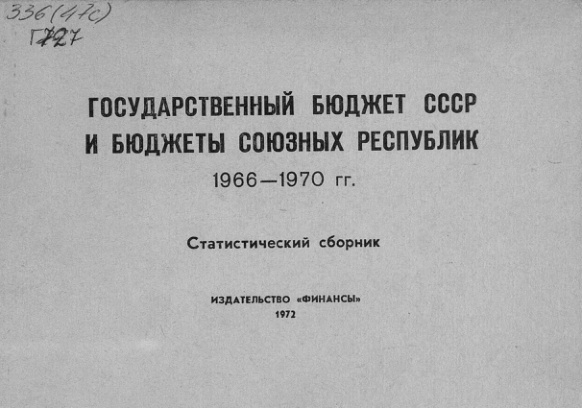 336(47с)
Г727
ГОСУДАРСТВЕННЫЙ БЮДЖЕТ СССР
И БЮДЖЕТЫ СОЮЗНЫХ РЕСПУБЛИК
1966—1970 гг.
Статистический сборник
ИЗДАТЕЛЬСТВО «ФИНАНСЫ»
1972